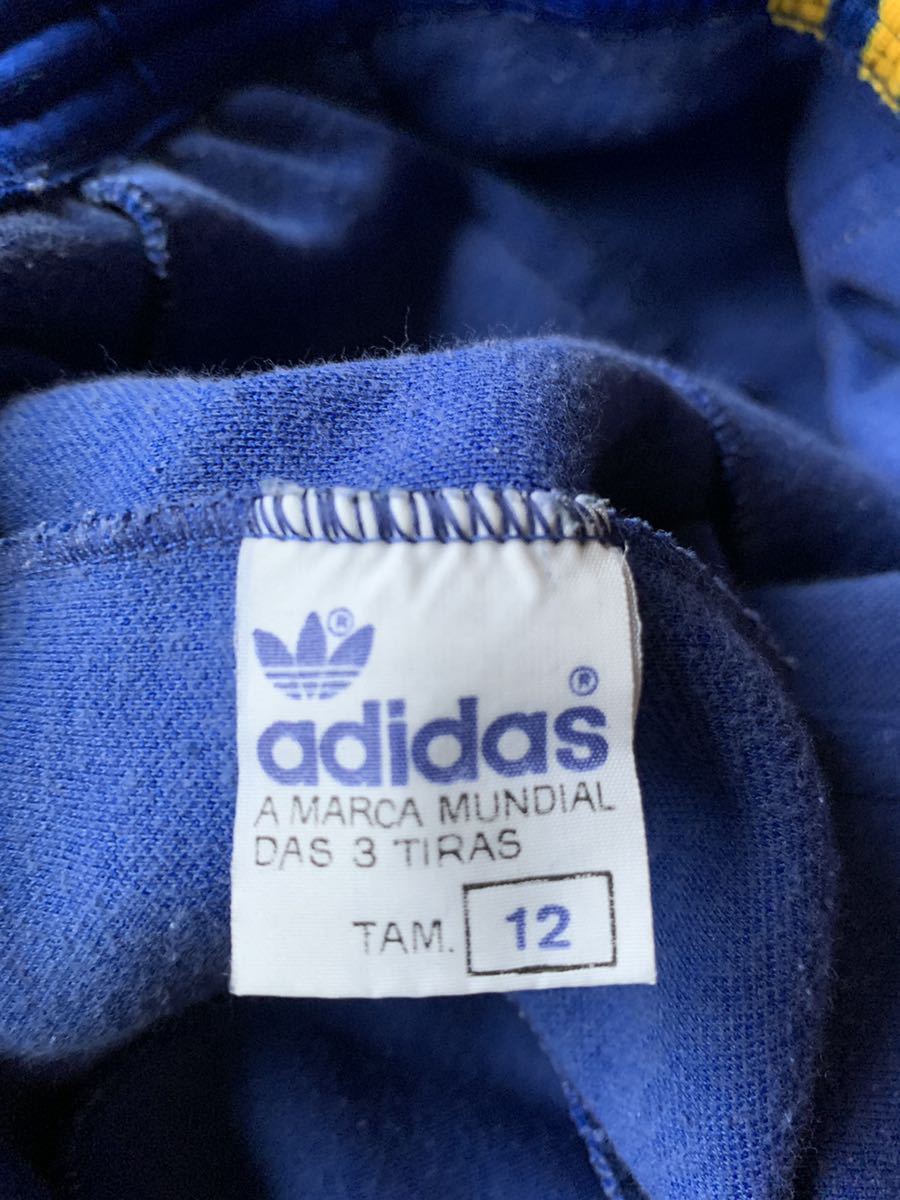 ®
adidas®
A MARCA MUNDIAL
DAS 3 TIRAS
TAM. 12